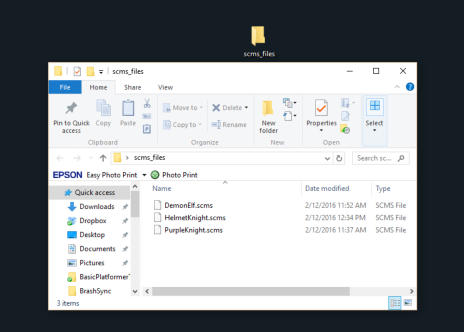 scms_files
scms_files
File Home Share View
Pin to Quick access
Copy
Paste
Move to
Copy to
Delete
Rename
New folder
Properties
Select
Clipboard Organize New Open
scms_files
Search sc...
EPSON Easy Photo Print Photo Print
Quick access
Downloads
Dropbox
Desktop
Documents
Pictures
BasicPlatformer
BrashSync
Name Date modified Type
DemonElf.scms 2/12/2016 11:52 AM SCMS File
HelmetKnight.scms 2/12/2016 12:34 PM SCMS File
PurpleKnight.scms 2/12/2016 11:37 AM SCMS File
3 items